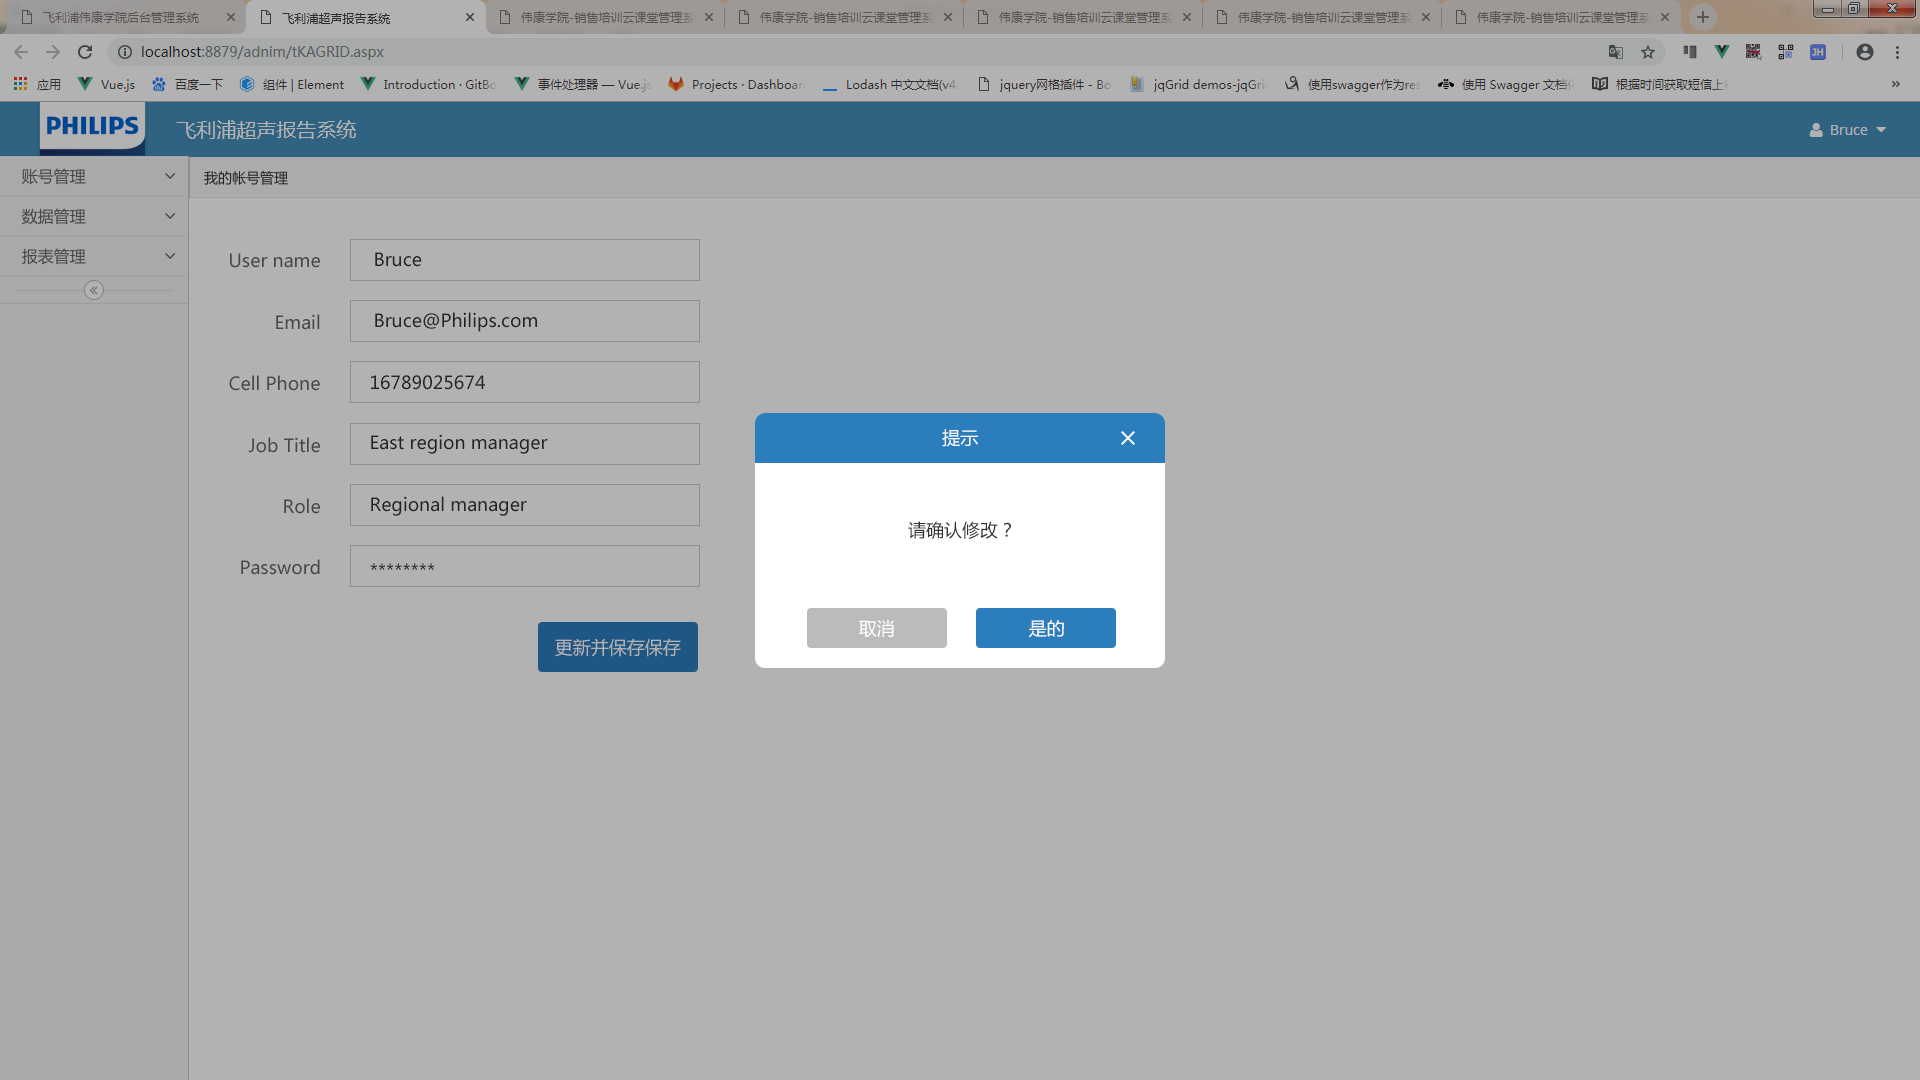 飞利浦伟康学院后台管理系统
飞利浦超声报告系统
伟康学院-销售培训云课堂管理系
伟康学院-销售培训云课堂管理系
伟康学院-销售培训云课堂管理系
伟康学院-销售培训云课堂管理系
伟康学院-销售培训云课堂管理系
localhost:8879/adnim/tKAGRID.aspx
JH
应用
Vue.js
百度一下
组件 | Element
Introduction · GitBo
事件处理器 — Vue.js
Projects · Dashboar
Lodash 中文文档(v4.
jquery网格插件 - Bo
jqGrid demos-jqGri
使用swagger作为res
使用 Swagger 文档化
根据时间获取短信上
»
PHILIPS
飞利浦超声报告系统
Bruce
账号管理
我的帐号管理
数据管理
报表管理
User name
Bruce
Email
Bruce@Philips.com
Cell Phone
16789025674
Job Title
East region manager
Role
Regional manager
Password
********
更新并保存保存
提示
请确认修改？
取消
是的